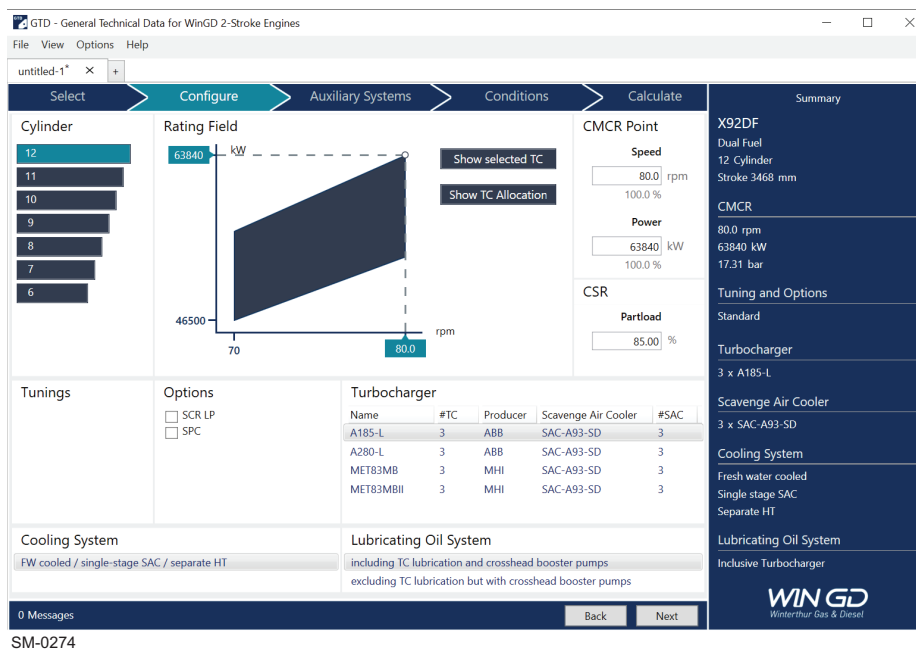 GTD - General Technical Data for WinGD 2-Stroke Engines
File View Options Help
untitled-1* × +
Select Configure Auxiliary Systems Conditions Calculate
Cylinder
12
11
10
9
8
7
6
Rating Field
63840 kW
46500
70 80.0 rpm
Show selected TC
Show TC Allocation
CMCR Point
Speed
80.0 rpm
100.0 %
Power
63840 kW
100.0 %
CSR
Partload
85.00 %
Tunings
Options
SCR LP
SPC
Turbocharger
Name #TC Producer Scavenge Air Cooler #SAC
A185-L 3 ABB SAC-A93-SD 3
A280-L 3 ABB SAC-A93-SD 3
MET83MB 3 MHI SAC-A93-SD 3
MET83MBII 3 MHI SAC-A93-SD 3
Cooling System
FW cooled / single-stage SAC / separate HT
Lubricating Oil System
including TC lubrication and crosshead booster pumps
excluding TC lubrication but with crosshead booster pumps
0 Messages
Back Next
Summary
X92DF
Dual Fuel
12 Cylinder
Stroke 3468 mm
CMCR
80.0 rpm
63840 kW
17.31 bar
Tuning and Options
Standard
Turbocharger
3 x A185-L
Scavenge Air Cooler
3 x SAC-A93-SD
Cooling System
Fresh water cooled
Single stage SAC
Separate HT
Lubricating Oil System
Inclusive Turbocharger
WIN GD
Winterthur Gas & Diesel
SM-0274